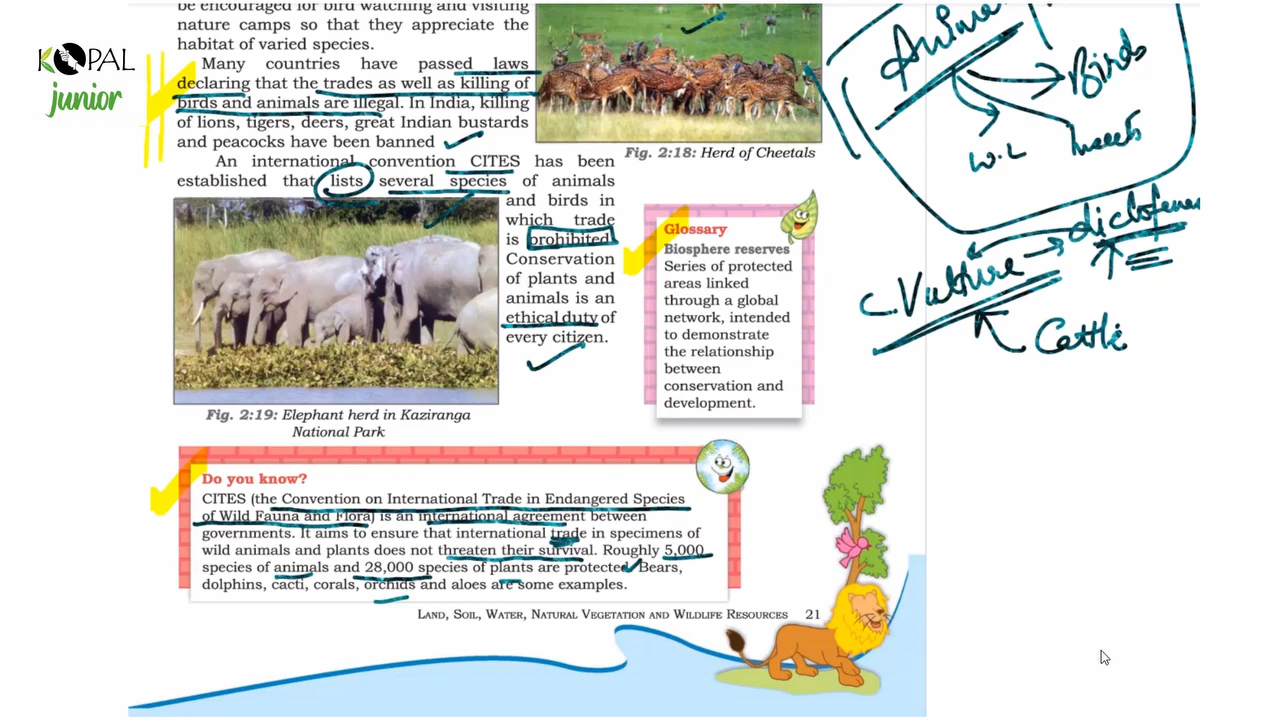 be encouraged for bird watching and visiting
nature camps so that they appreciate the
habitat of varied species.
KOPAL
junior
Many countries have passed laws
declaring that the trades as well as killing of
birds and animals are illegal. In India, killing
of lions, tigers, deers, great Indian bustards
and peacocks have been banned
Fig. 2:18: Herd of Cheetals
An international convention CITES has been
established that lists several species of animals
and birds in
which trade
is prohibited.
Conservation
of plants and
animals is an
ethical duty of
every citizen.
Fig. 2:19: Elephant herd in Kaziranga
National Park
Glossary
Biosphere reserves
Series of protected
areas linked
through a global
network, intended
to demonstrate
the relationship
between
conservation and
development.
Birds
W.L
Insects
diclofenac
Vulture
Cattle
Do you know?
CITES (the Convention on International Trade in Endangered Species
of Wild Fauna and Flora) is an international agreement between
governments. It aims to ensure that international trade in specimens of
wild animals and plants does not threaten their survival. Roughly 5,000
species of animals and 28,000 species of plants are protected. Bears,
dolphins, cacti, corals, orchids and aloes are some examples.
Land, Soil, Water, Natural Vegetation and Wildlife Resources 21